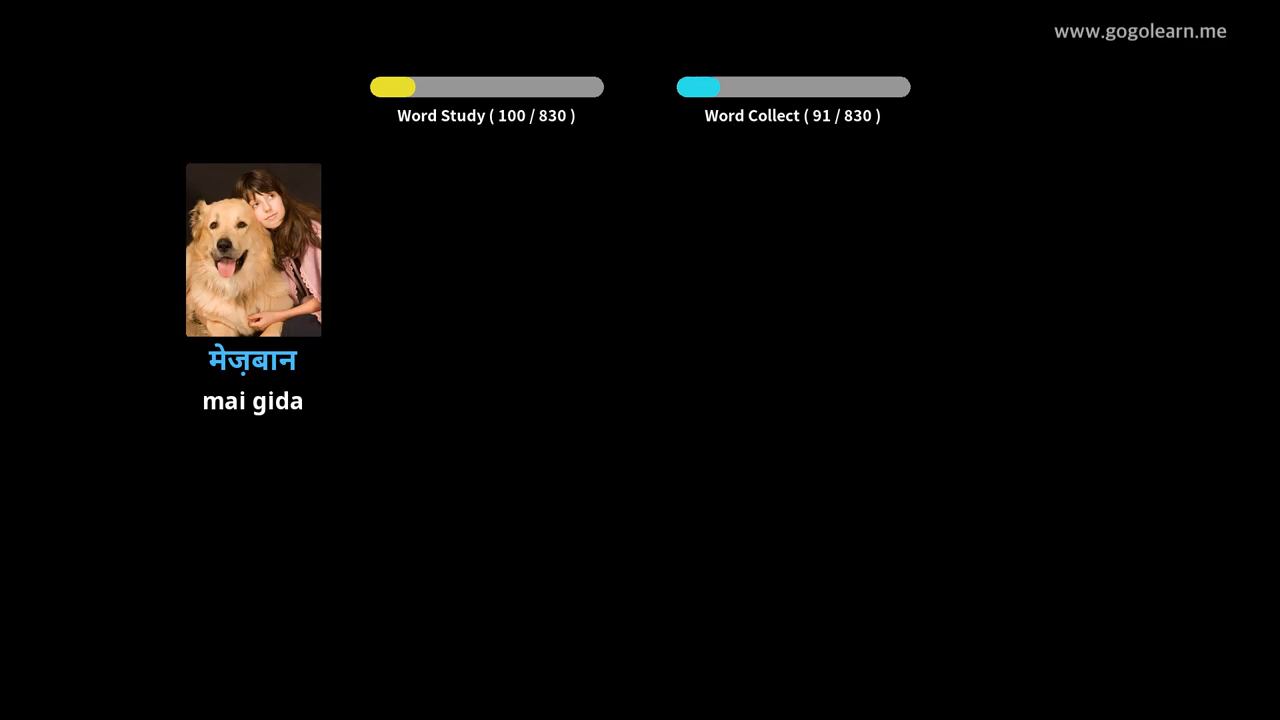 www.gogolearn.me
Word Study ( 100 / 830 )
Word Collect ( 91 / 830 )
मेज़बान
mai gida